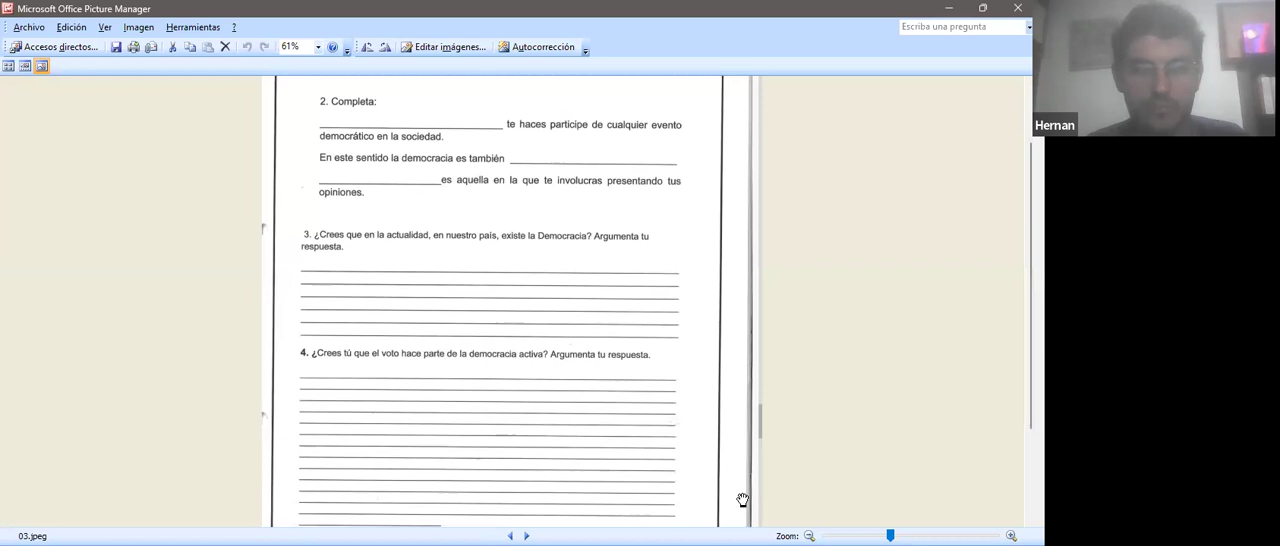 Microsoft Office Picture Manager
Archivo Edición Ver Imagen Herramientas ?
Escriba una pregunta
Accesos directos... 61% Editar imágenes... Autocorrección
Hernan
2. Completa:
________________ te haces participe de cualquier evento
democrático en la sociedad.
En este sentido la democracia es también ________________
________________es aquella en la que te involucras presentando tus
opiniones.
3. ¿Crees que en la actualidad, en nuestro país, existe la Democracia? Argumenta tu
respuesta.
4. ¿Crees tú que el voto hace parte de la democracia activa? Argumenta tu respuesta.
03.jpeg
Zoom: